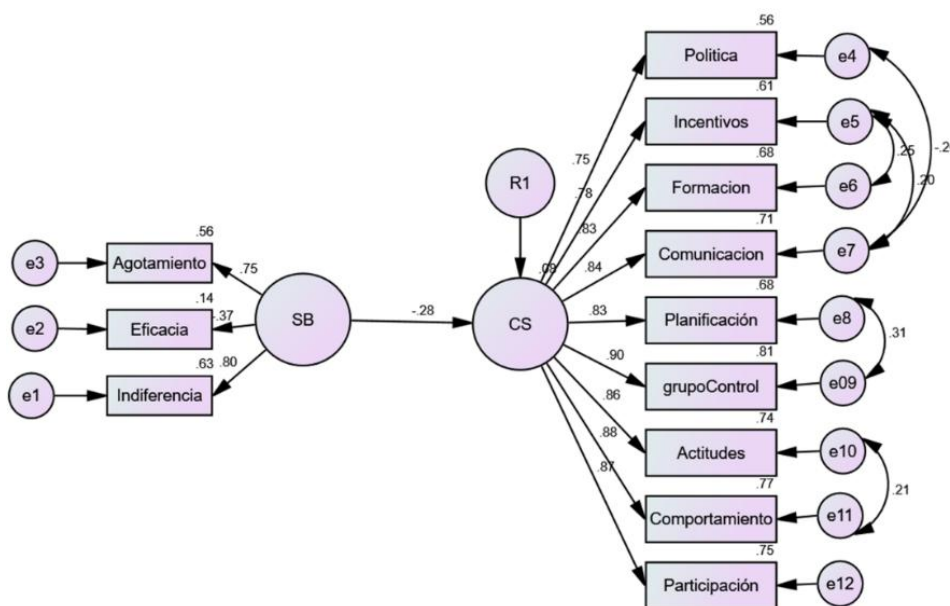 .56
Politica
e4
.61
Incentivos
e5
.68
Formacion
e6
.71
Comunicacion
e7
.68
Planificación
e8
.81
grupoControl
e09
.74
Actitudes
e10
.77
Comportamiento
e11
.75
Participación
e12
.25
.20
.31
.21
R1
.08
CS
.75
.78
.83
.84
.83
.90
.86
.88
.87
-.28
SB
.56
e3
Agotamiento
.75
.14
e2
Eficacia
-.37
.63
.80
e1
Indiferencia